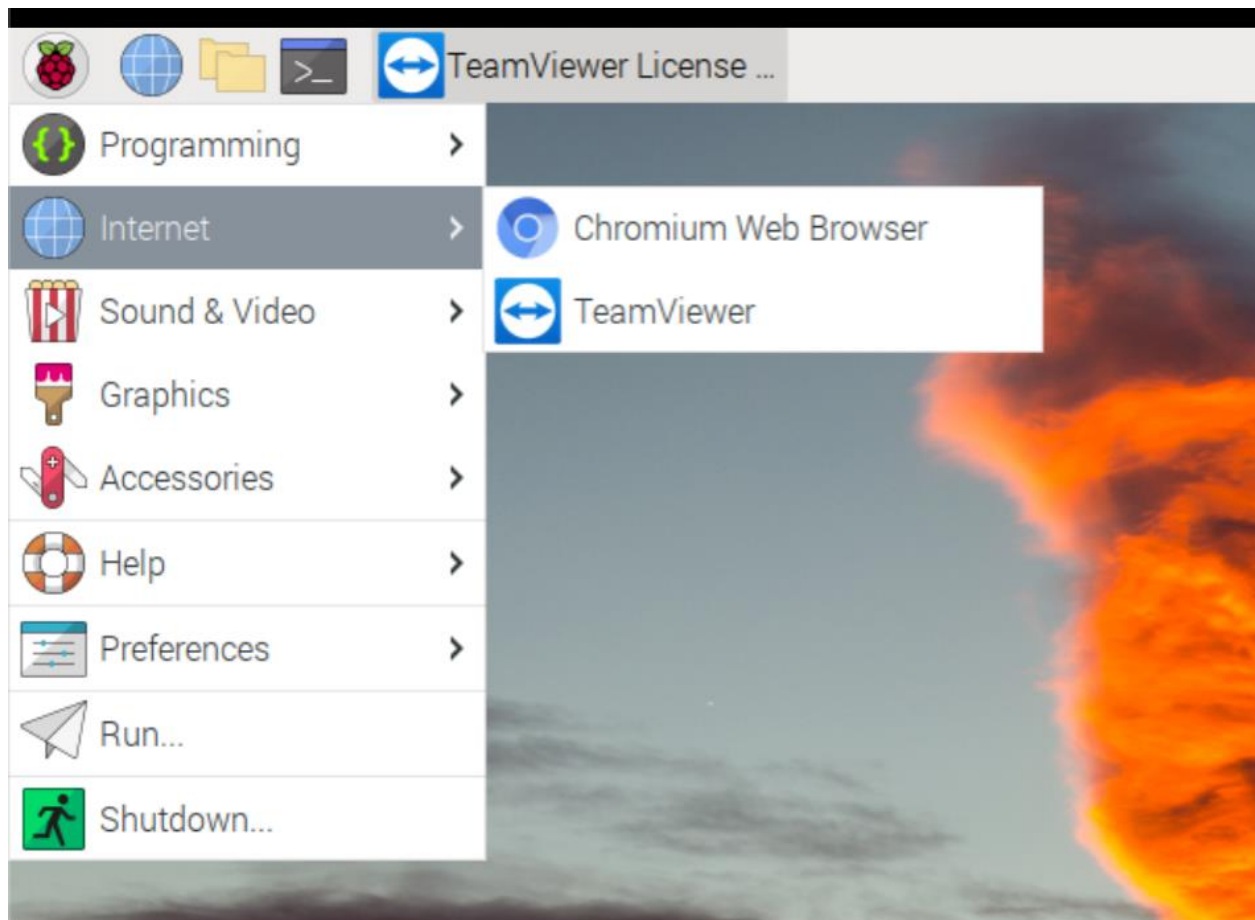 TeamViewer License ...
Programming
Internet
Chromium Web Browser
Sound & Video
TeamViewer
Graphics
Accessories
Help
Preferences
Run...
Shutdown...